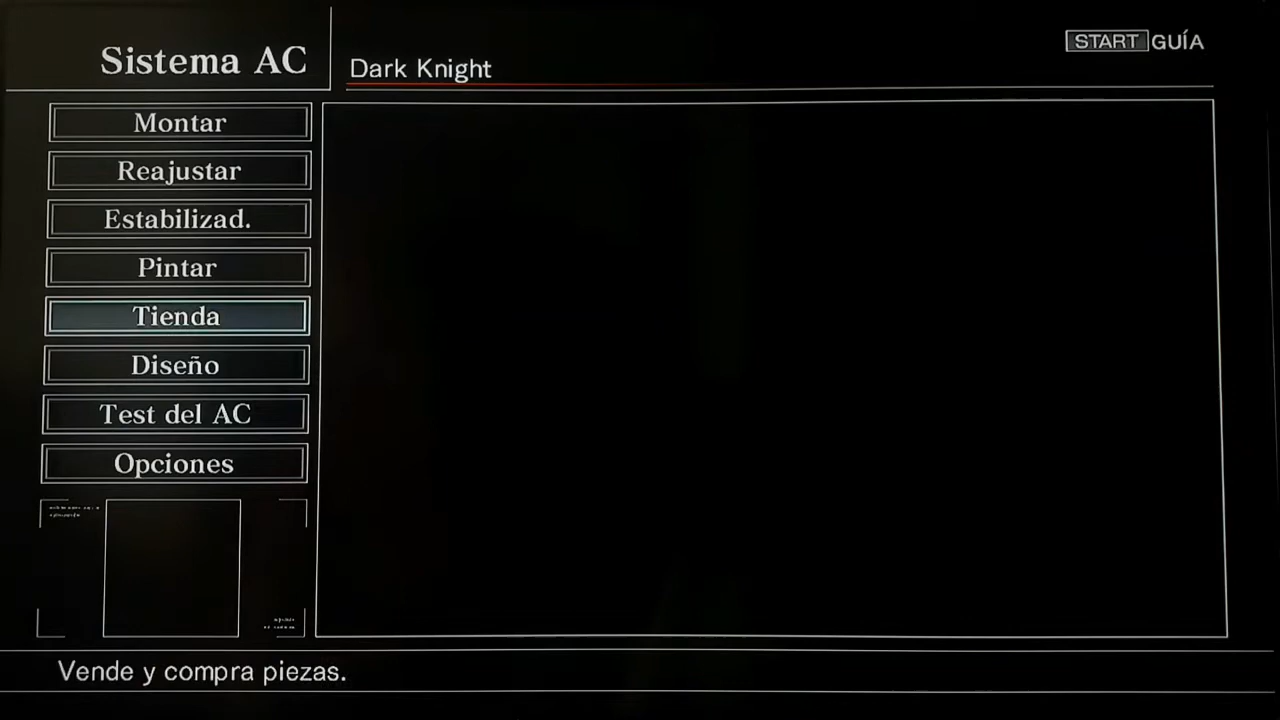 Sistema AC
Dark Knight
START GUÍA
Montar
Reajustar
Estabilizad.
Pintar
Tienda
Diseño
Test del AC
Opciones
Vende y compra piezas.